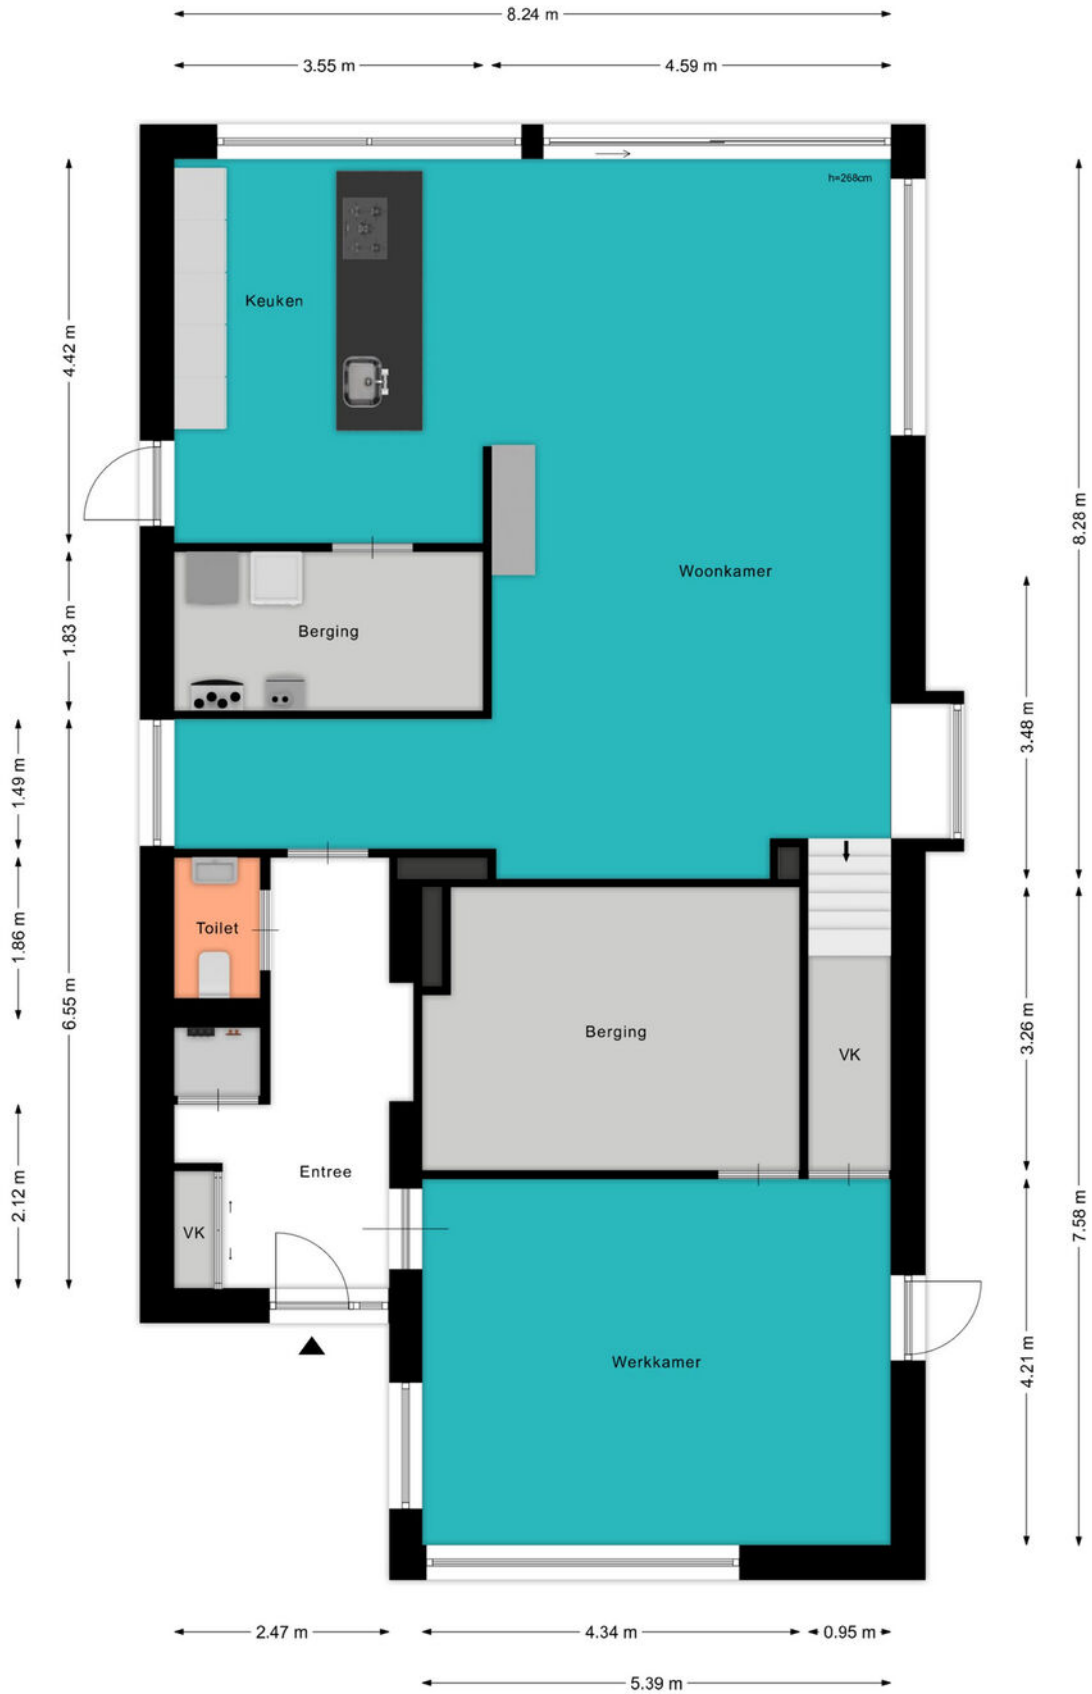 8.24 m
3.55 m
4.59 m
h=268cm
Keuken
4.42 m
8.28 m
Woonkamer
1.83 m
Berging
3.48 m
1.49 m
1.86 m
Toilet
6.55 m
Berging
3.26 m
VK
Entree
2.12 m
VK
7.58 m
Werkkamer
4.21 m
2.47 m
4.34 m
0.95 m
5.39 m